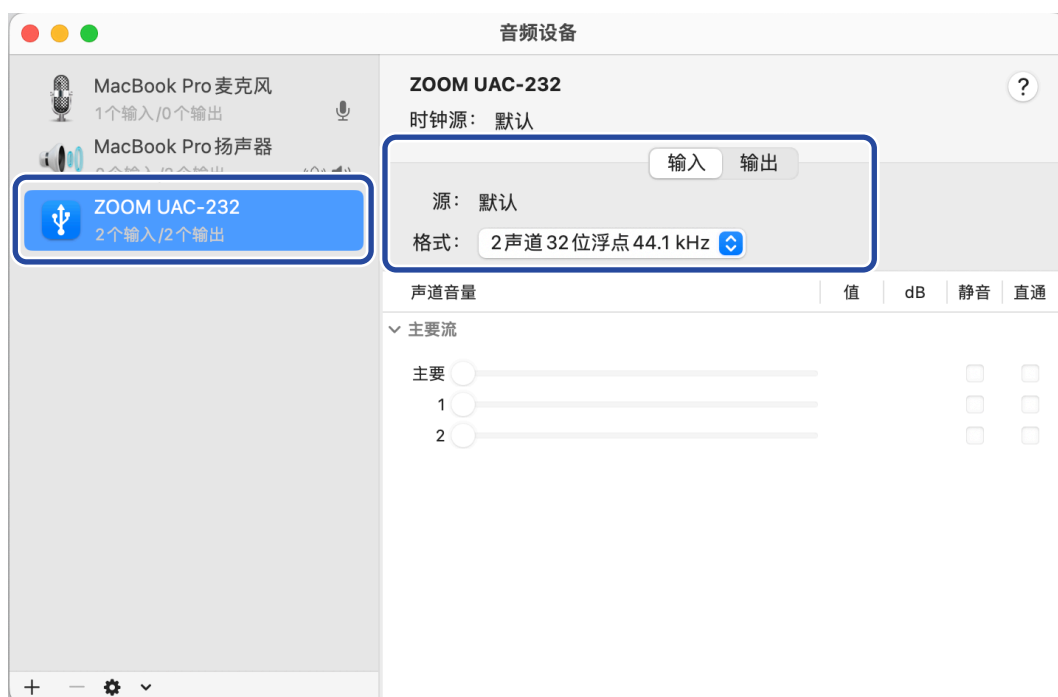 音频设备
MacBook Pro麦克风
1个输入/0个输出
MacBook Pro扬声器
ZOOM UAC-232
2个输入/2个输出
ZOOM UAC-232
?
时钟源： 默认
输入 输出
源： 默认
格式： 2声道32位浮点44.1 kHz
声道音量 值 dB 静音 直通
主要流
主要
1
2